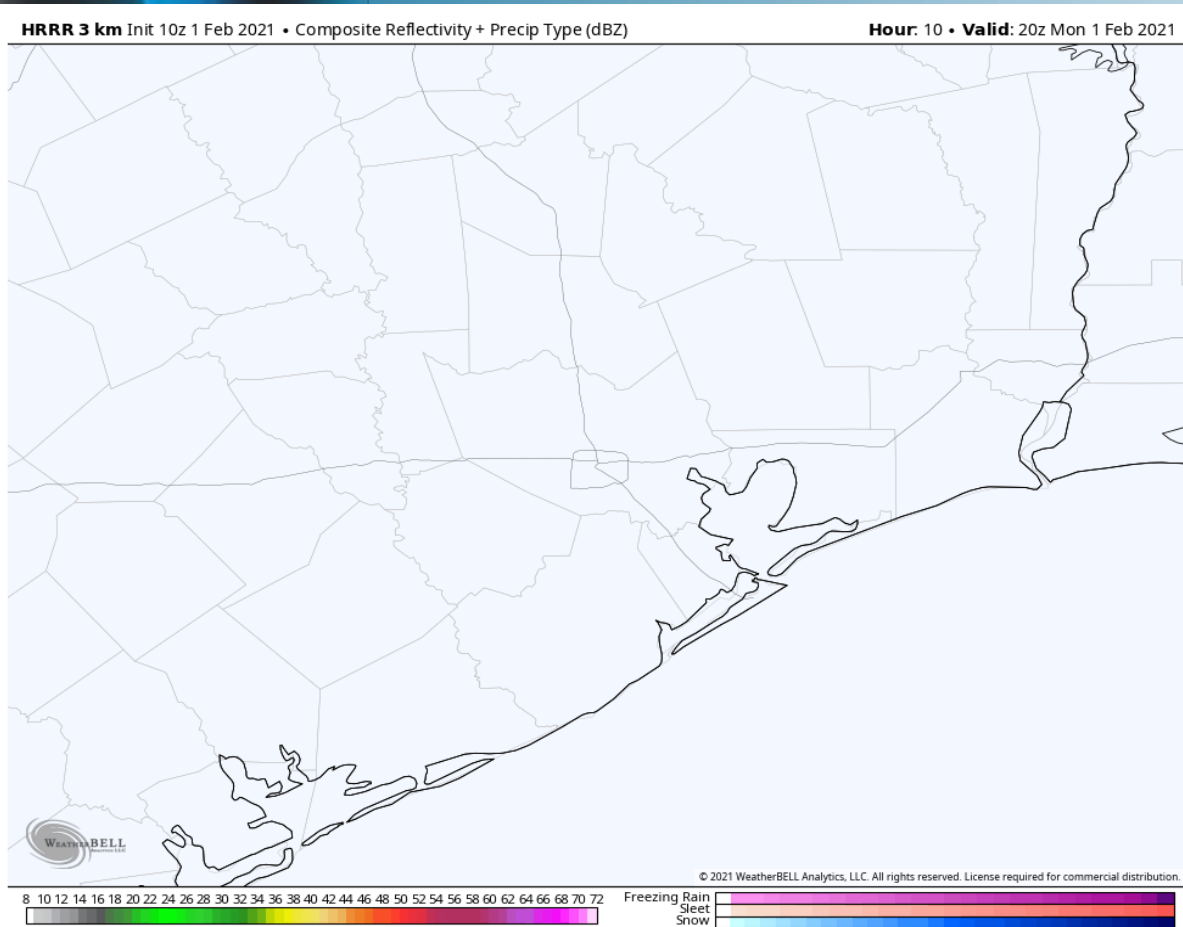 HRRR 3 km Init 10z 1 Feb 2021 • Composite Reflectivity + Precip Type (dBZ)
Hour: 10 • Valid: 20z Mon 1 Feb 2021
WEATHERBELL
© 2021 WeatherBELL Analytics, LLC. All rights reserved. License required for commercial distribution.
8 10 12 14 16 18 20 22 24 26 28 30 32 34 36 38 40 42 44 46 48 50 52 54 56 58 60 62 64 66 68 70 72
Freezing Rain
Sleet
Snow